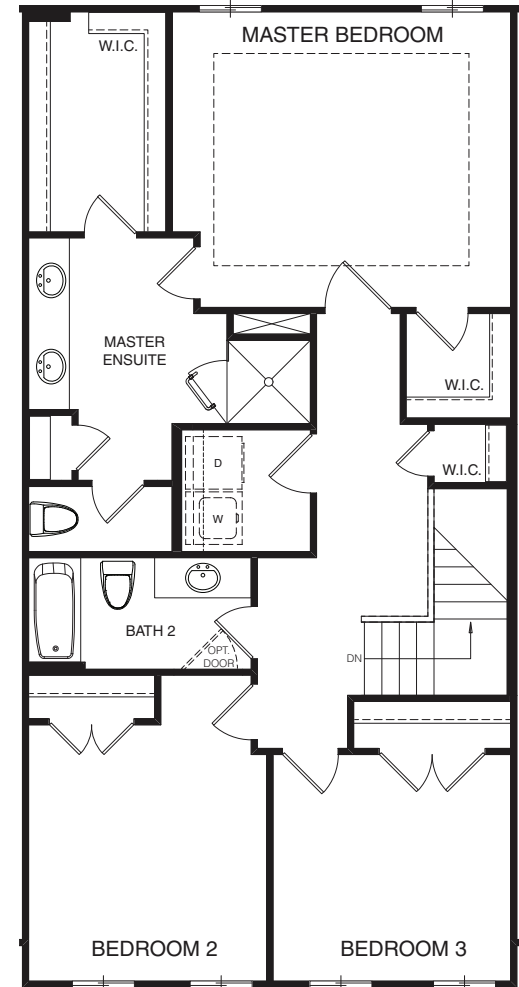 W.I.C.
MASTER BEDROOM
MASTER
ENSUITE
W.I.C.
W.I.C.
D
W
BATH 2
OPT.
DOOR
DN
BEDROOM 2
BEDROOM 3